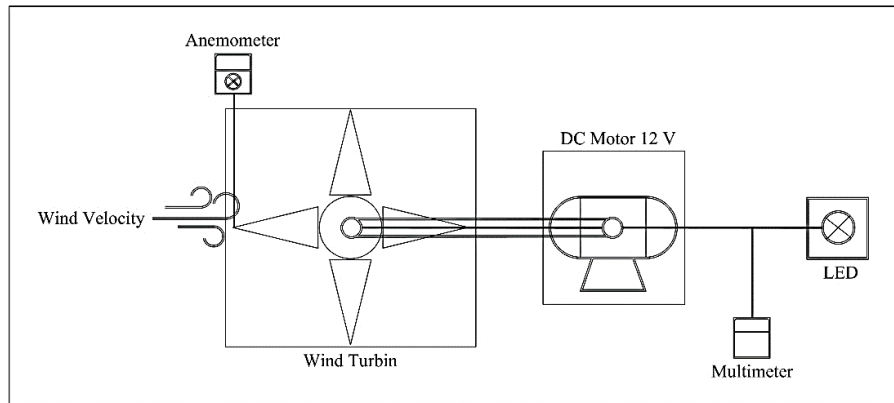 Anemometer
DC Motor 12 V
Wind Velocity
LED
Wind Turbin
Multimeter